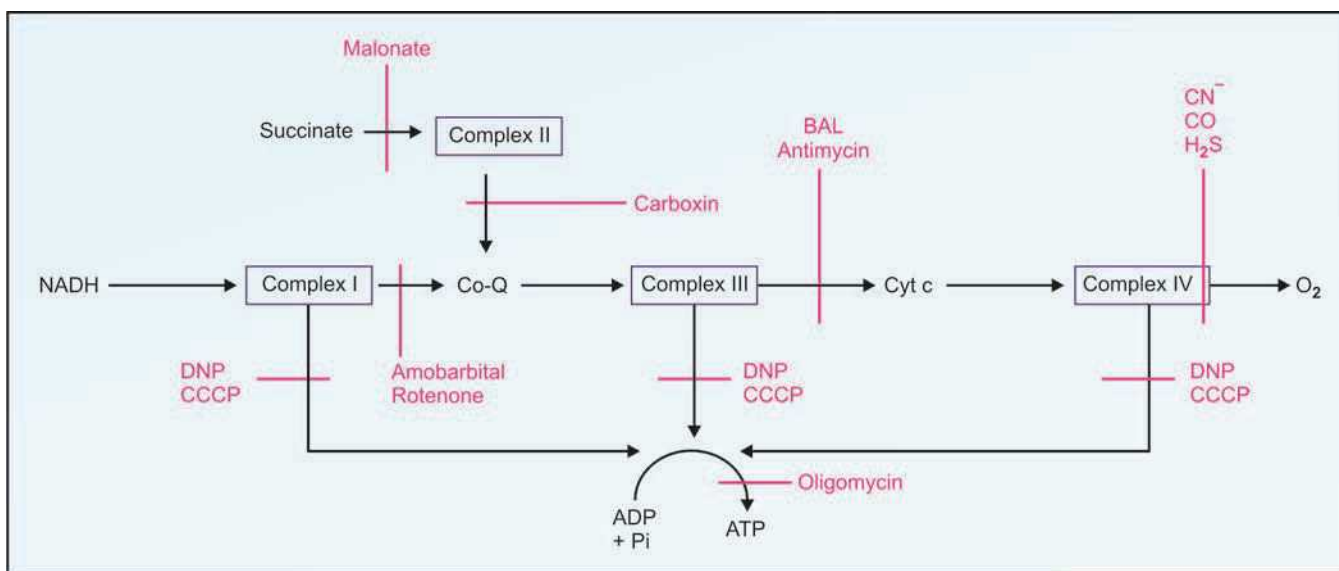 Malonate
CN⁻
CO
H₂S
BAL
Antimycin
Succinate
Complex II
Carboxin
NADH
Complex I
Co-Q
Complex III
Cyt c
Complex IV
O₂
DNP
CCCP
Amobarbital
Rotenone
DNP
CCCP
DNP
CCCP
Oligomycin
ADP
+ Pi
ATP